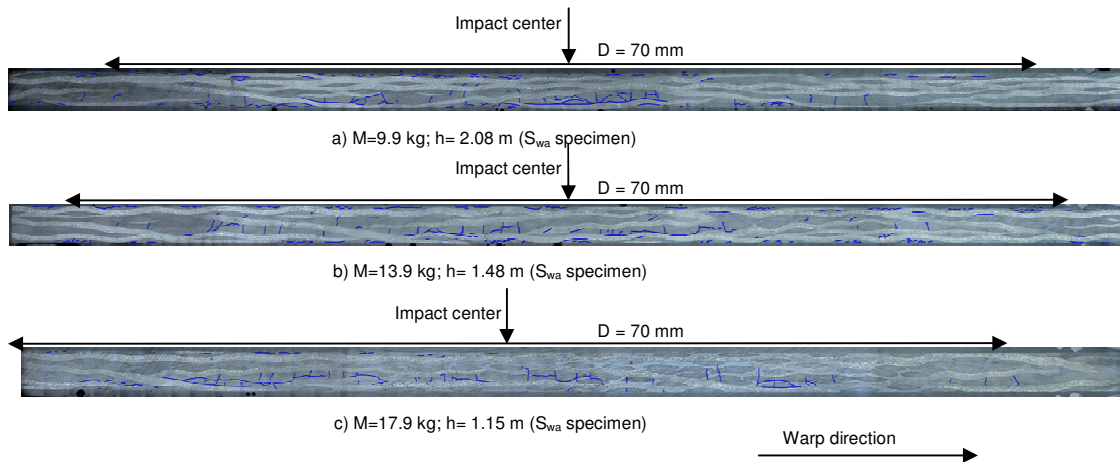 Impact center
D = 70 mm
a) M=9.9 kg; h= 2.08 m (Swa specimen)
Impact center
D = 70 mm
b) M=13.9 kg; h= 1.48 m (Swa specimen)
Impact center
D = 70 mm
c) M=17.9 kg; h= 1.15 m (Swa specimen)
Warp direction